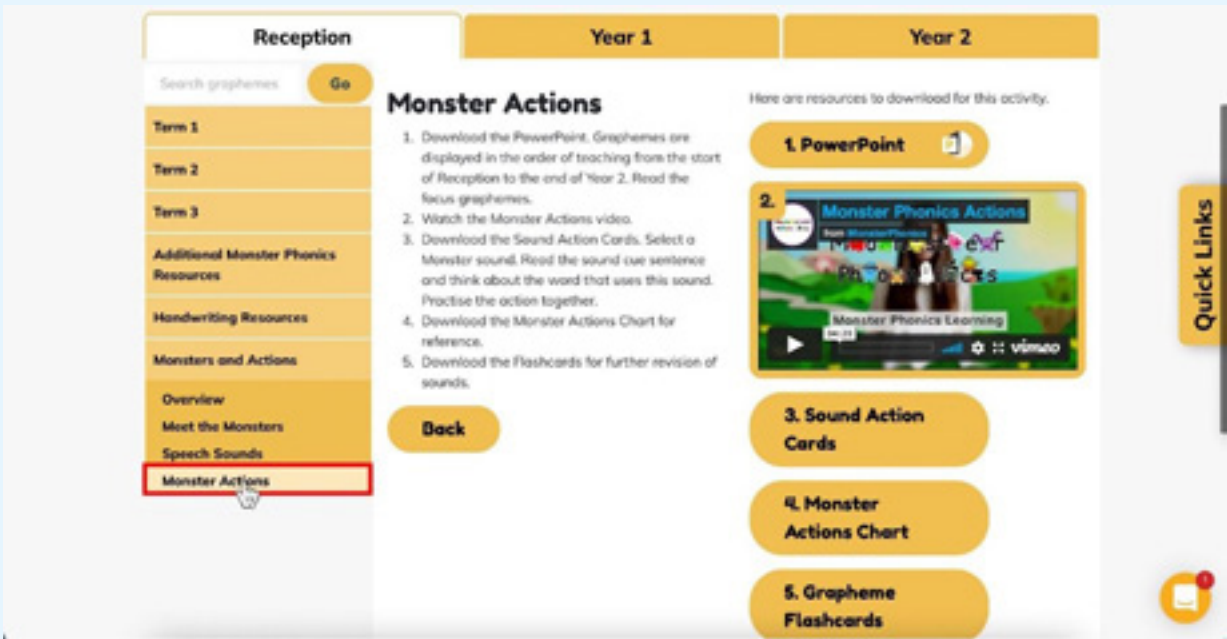 Reception
Year 1
Year 2
Search graphemes
Go
Term 1
Term 2
Term 3
Additional Monster Phonics
Resources
Handwriting Resources
Monsters and Actions
Overview
Meet the Monsters
Speech Sounds
Monster Actions
Monster Actions
1. Download the PowerPoint. Graphemes are
displayed in the order of teaching from the start
of Reception to the end of Year 2. Read the
focus graphemes.
2. Watch the Monster Actions video.
3. Download the Sound Action Cards. Select a
Monster sound. Read the sound cue sentence
and think about the word that uses this sound.
Practise the action together.
4. Download the Monster Actions Chart for
reference.
5. Download the Flashcards for further revision of
sounds.
Back
Here are resources to download for this activity.
1. PowerPoint
2.
Monster Phonics Actions
from MonsterPhonics
Monster Phonics Learning
vimeo
3. Sound Action
Cards
4. Monster
Actions Chart
5. Grapheme
Flashcards
Quick Links